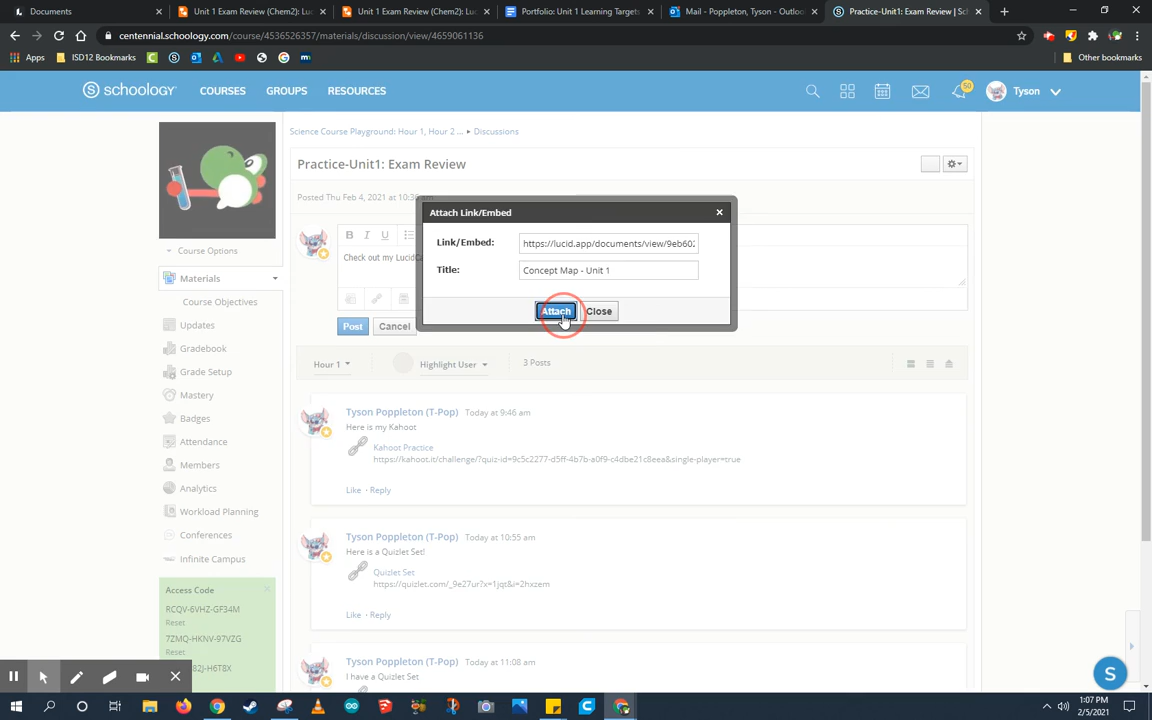 Documents
Unit 1 Exam Review (Chem2): Luc
Unit 1 Exam Review (Chem2): Luc
Portfolio: Unit 1 Learning Targets
Mail - Poppleton, Tyson - Outlook
Practice-Unit1: Exam Review | Sc
centennial.schoology.com/course/4536526357/materials/discussion/view/4659061136
Apps
ISD12 Bookmarks
Other bookmarks
schoology
COURSES
GROUPS
RESOURCES
50
Tyson
Science Course Playground: Hour 1, Hour 2 ... ▸ Discussions
Practice-Unit1: Exam Review
Posted Thu Feb 4, 2021 at 10:36
Attach Link/Embed
Link/Embed:
https://lucid.app/documents/view/9eb602
Title:
Concept Map - Unit 1
Attach
Close
B I U
Check out my LucidC
Post
Cancel
Course Options
Materials
Course Objectives
Updates
Gradebook
Grade Setup
Mastery
Badges
Attendance
Members
Analytics
Workload Planning
Conferences
Infinite Campus
Access Code
RCQV-6VHZ-GF34M
Reset
7ZMQ-HKNV-97VZG
Reset
82J-H6T8X
Hour 1
Highlight User
3 Posts
Tyson Poppleton (T-Pop) Today at 9:46 am
Here is my Kahoot
Kahoot Practice
https://kahoot.it/challenge/?quiz-id=9c5c2277-d5ff-4b7b-a0f9-c4dbe21c8eea&single-player=true
Like · Reply
Tyson Poppleton (T-Pop) Today at 10:55 am
Here is a Quizlet Set!
Quizlet Set
https://quizlet.com/_9e27ur?x=1jqt&i=2hxzem
Like · Reply
Tyson Poppleton (T-Pop) Today at 11:08 am
I have a Quizlet Set
S
1:07 PM
2/5/2021